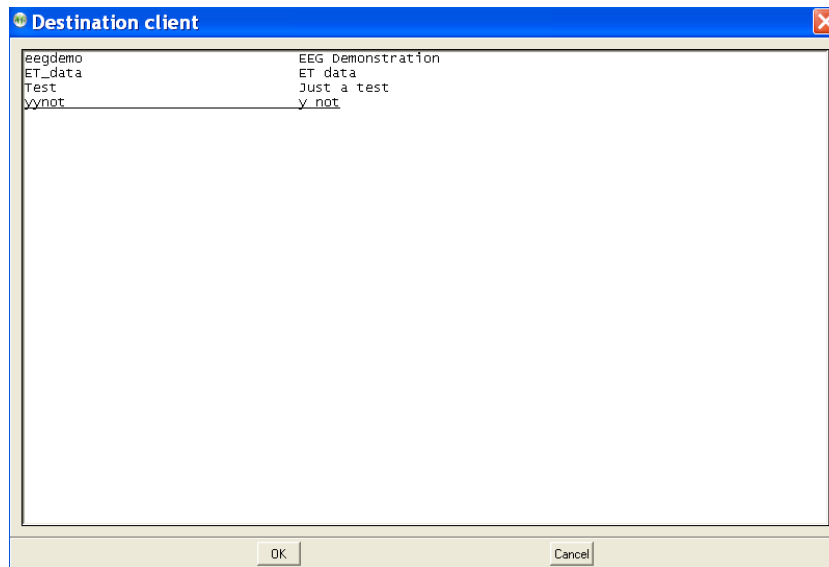 Destination client
eegdemo EEG Demonstration
ET_data ET data
Test Just a test
yynot y not
OK Cancel